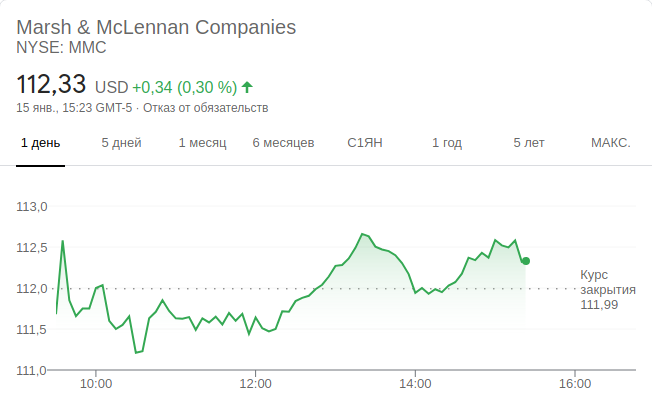 Marsh & McLennan Companies
NYSE: MMC
112,33 USD +0,34 (0,30 %)
15 янв., 15:23 GMT-5 · Отказ от обязательств
1 день 5 дней 1 месяц 6 месяцев С1ЯН 1 год 5 лет МАКС.
113,0
112,5
112,0
111,5
111,0
Курс
закрытия
111,99
10:00 12:00 14:00 16:00